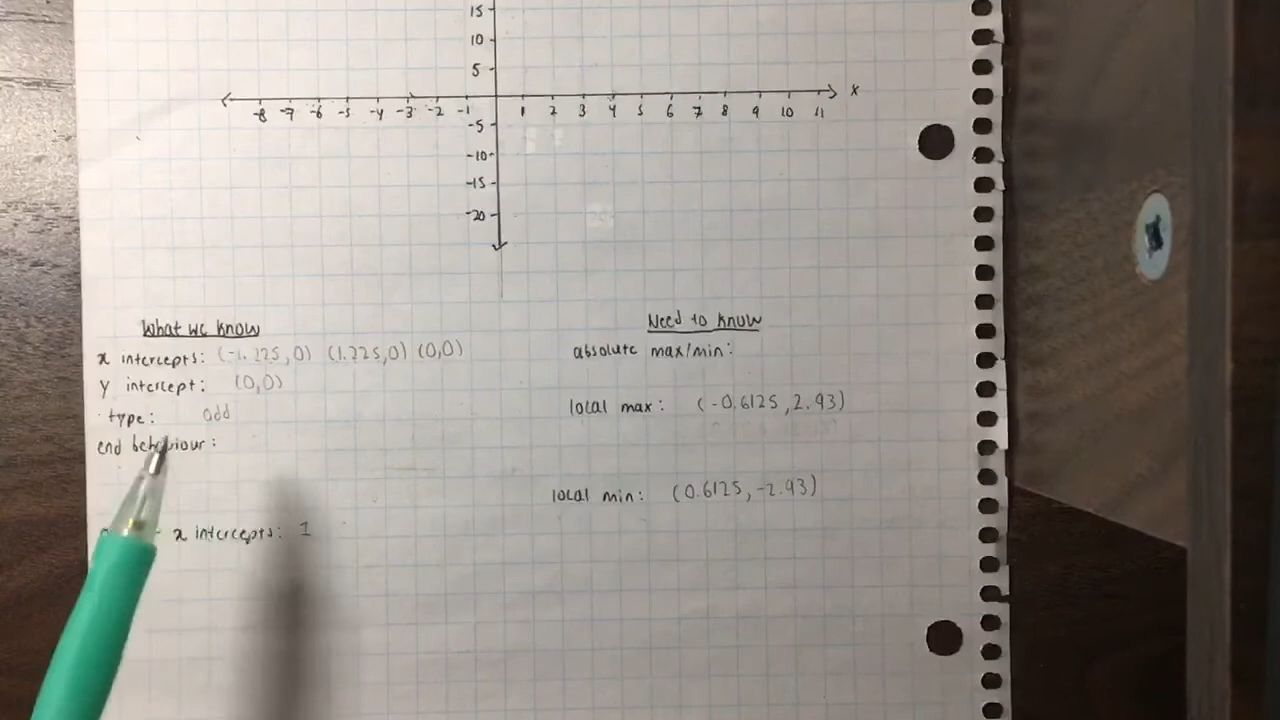 15
10
5
x
-8 -7 -6 -5 -4 -3 -2 -1 1 2 3 4 5 6 7 8 9 10 11
-5
-10
-15
-20
What we know
x intercepts: (-1.225,0) (1.225,0) (0,0)
y intercept: (0,0)
type: odd
end behaviour:
x intercepts: 1
Need to know
absolute max/min:
local max: (-0.6125, 2.93)
local min: (0.6125, -2.93)